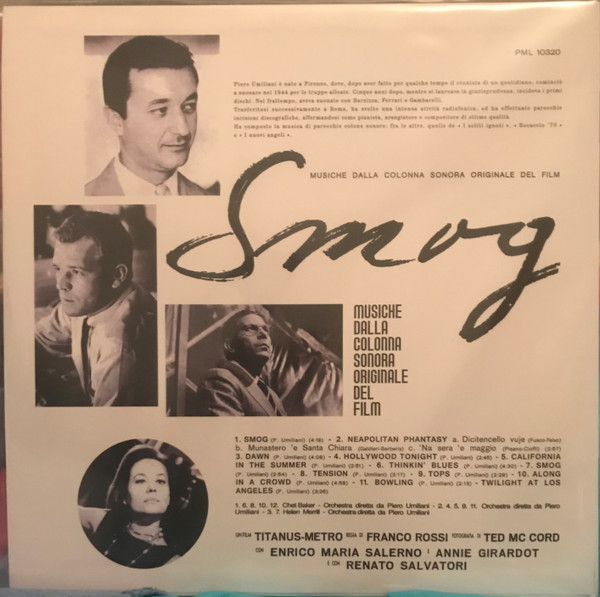 PML 10320
Piero Umiliani è nato a Firenze, dove, dopo aver fatto per qualche tempo il cronista di un quotidiano, cominciò
a suonare nel 1944 per le truppe alleate. Cinque anni dopo, mentre si laureava in giurisprudenza, incideva i primi
dischi. Nel frattempo, aveva suonato con Barnizza, Ferrari e Gambarelli.
Trasferitosi successivamente a Roma, ha svolto una intensa attività radiofonica, ed ha effettuato parecchie
incisioni discografiche, affermandosi come pianista, arrangiatore e compositore di ottime qualità.
Ha composto la musica di parecchie colonne sonore: fra le altre, quelle de « I soliti ignoti », « Boccaccio '70 »
e « I nuovi angeli ».
MUSICHE DALLA COLONNA SONORA ORIGINALE DEL FILM
Smog
MUSICHE
DALLA
COLONNA
SONORA
ORIGINALE
DEL
FILM
1. SMOG (P. Umiliani) (4:19) - 2. NEAPOLITAN PHANTASY a. Dicitencello vuje (Fusco-Falvo)
b. Munastero 'e Santa Chiara (Galdieri-Barberis) c. 'Na sera 'e maggio (Pisano-Cioffi) (2:57)
3. DAWN (P. Umiliani) (4:05) - 4. HOLLYWOOD TONIGHT (P. Umiliani) (3:45) - 5. CALIFORNIA
IN THE SUMMER (P. Umiliani) (2:51) - 6. THINKIN' BLUES (P. Umiliani) (4:30) - 7. SMOG
(P. Umiliani) (2:54) - 8. TENSION (P. Umiliani) (3:17) - 9. TOPS (P. Umiliani) (2:28) - 10. ALONG
IN A CROWD (P. Umiliani) (4:59) - 11. BOWLING (P. Umiliani) (2:15) - TWILIGHT AT LOS
ANGELES (P. Umiliani) (3:26)
1. 6. 8. 10. 12. Chet Baker - Orchestra diretta da Piero Umiliani - 2. 4. 5. 9. 11. Orchestra diretta da Piero
Umiliani - 3. 7. Helen Merrill - Orchestra diretta da Piero Umiliani
UN FILM TITANUS-METRO REGIA DI FRANCO ROSSI FOTOGRAFIA DI TED MC CORD
CON ENRICO MARIA SALERNO E ANNIE GIRARDOT
E CON RENATO SALVATORI